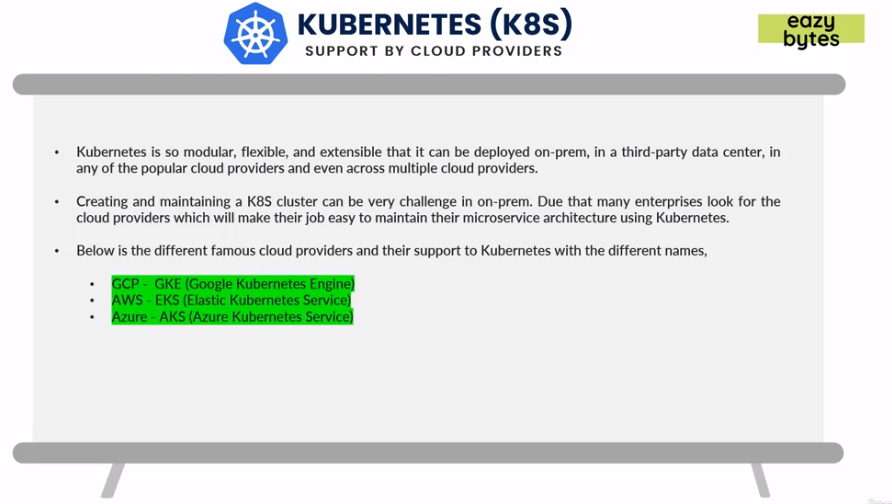 KUBERNETES (K8S)
SUPPORT BY CLOUD PROVIDERS
eazy
bytes
• Kubernetes is so modular, flexible, and extensible that it can be deployed on-prem, in a third-party data center, in
any of the popular cloud providers and even across multiple cloud providers.
• Creating and maintaining a K8S cluster can be very challenge in on-prem. Due that many enterprises look for the
cloud providers which will make their job easy to maintain their microservice architecture using Kubernetes.
• Below is the different famous cloud providers and their support to Kubernetes with the different names,
• GCP - GKE (Google Kubernetes Engine)
• AWS - EKS (Elastic Kubernetes Service)
• Azure - AKS (Azure Kubernetes Service)